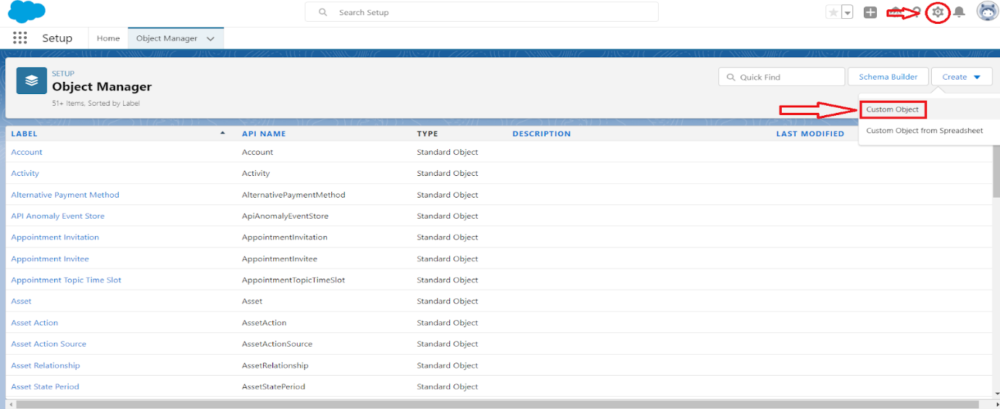 Search Setup
Setup Home Object Manager
SETUP
Object Manager
51+ Items, Sorted by Label
Quick Find Schema Builder Create
Custom Object
Custom Object from Spreadsheet
LABEL API NAME TYPE DESCRIPTION LAST MODIFIED
Account Account Standard Object
Activity Activity Standard Object
Alternative Payment Method AlternativePaymentMethod Standard Object
API Anomaly Event Store ApiAnomalyEventStore Standard Object
Appointment Invitation AppointmentInvitation Standard Object
Appointment Invitee AppointmentInvitee Standard Object
Appointment Topic Time Slot AppointmentTopicTimeSlot Standard Object
Asset Asset Standard Object
Asset Action AssetAction Standard Object
Asset Action Source AssetActionSource Standard Object
Asset Relationship AssetRelationship Standard Object
Asset State Period AssetStatePeriod Standard Object